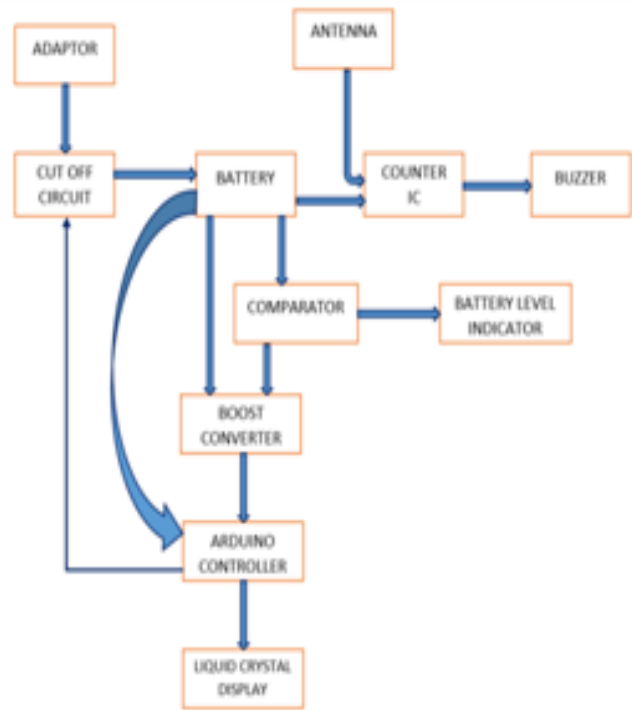 ANTENNA
ADAPTOR
CUT OFF
CIRCUIT
BATTERY
COUNTER
IC
BUZZER
COMPARATOR
BATTERY LEVEL
INDICATOR
BOOST
CONVERTER
ARDUINO
CONTROLLER
LIQUID CRYSTAL
DISPLAY